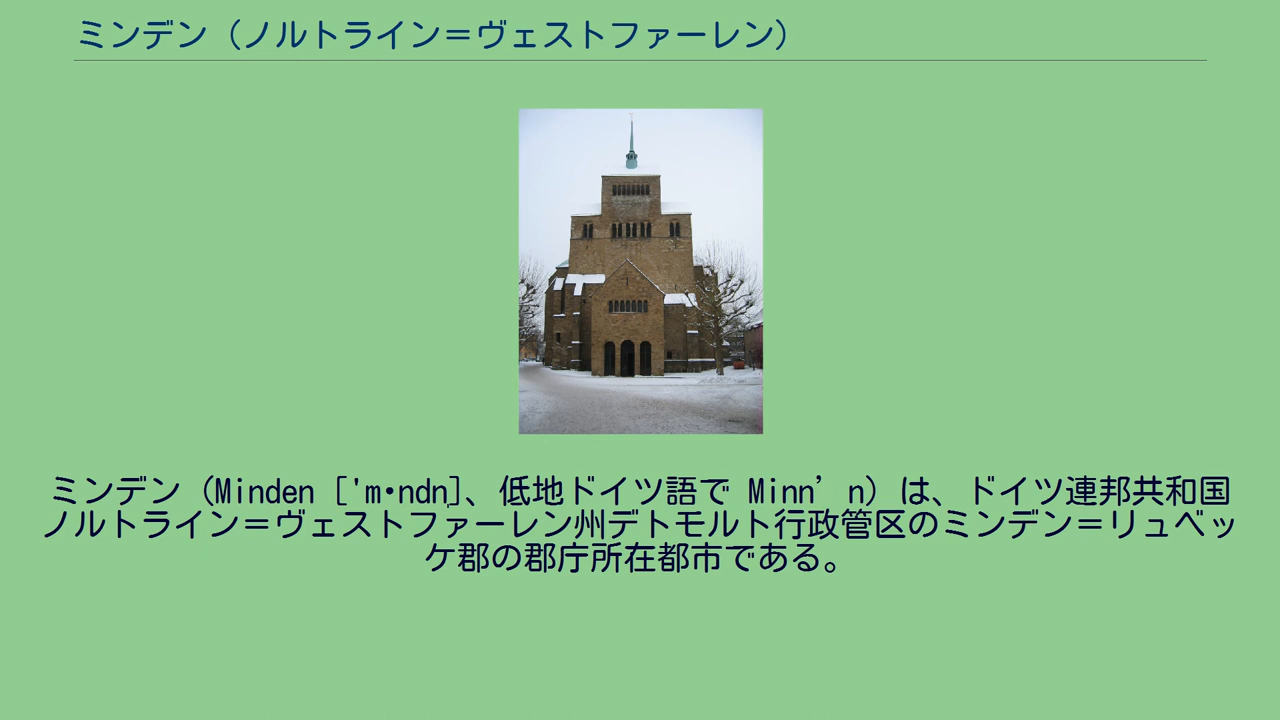 ミンデン（ノルトライン＝ヴェストファーレン）
ミンデン（Minden ['m•ndn]、低地ドイツ語で Minn’n）は、ドイツ連邦共和国
ノルトライン＝ヴェストファーレン州デトモルト行政管区のミンデン＝リュベッ
ケ郡の郡庁所在都市である。